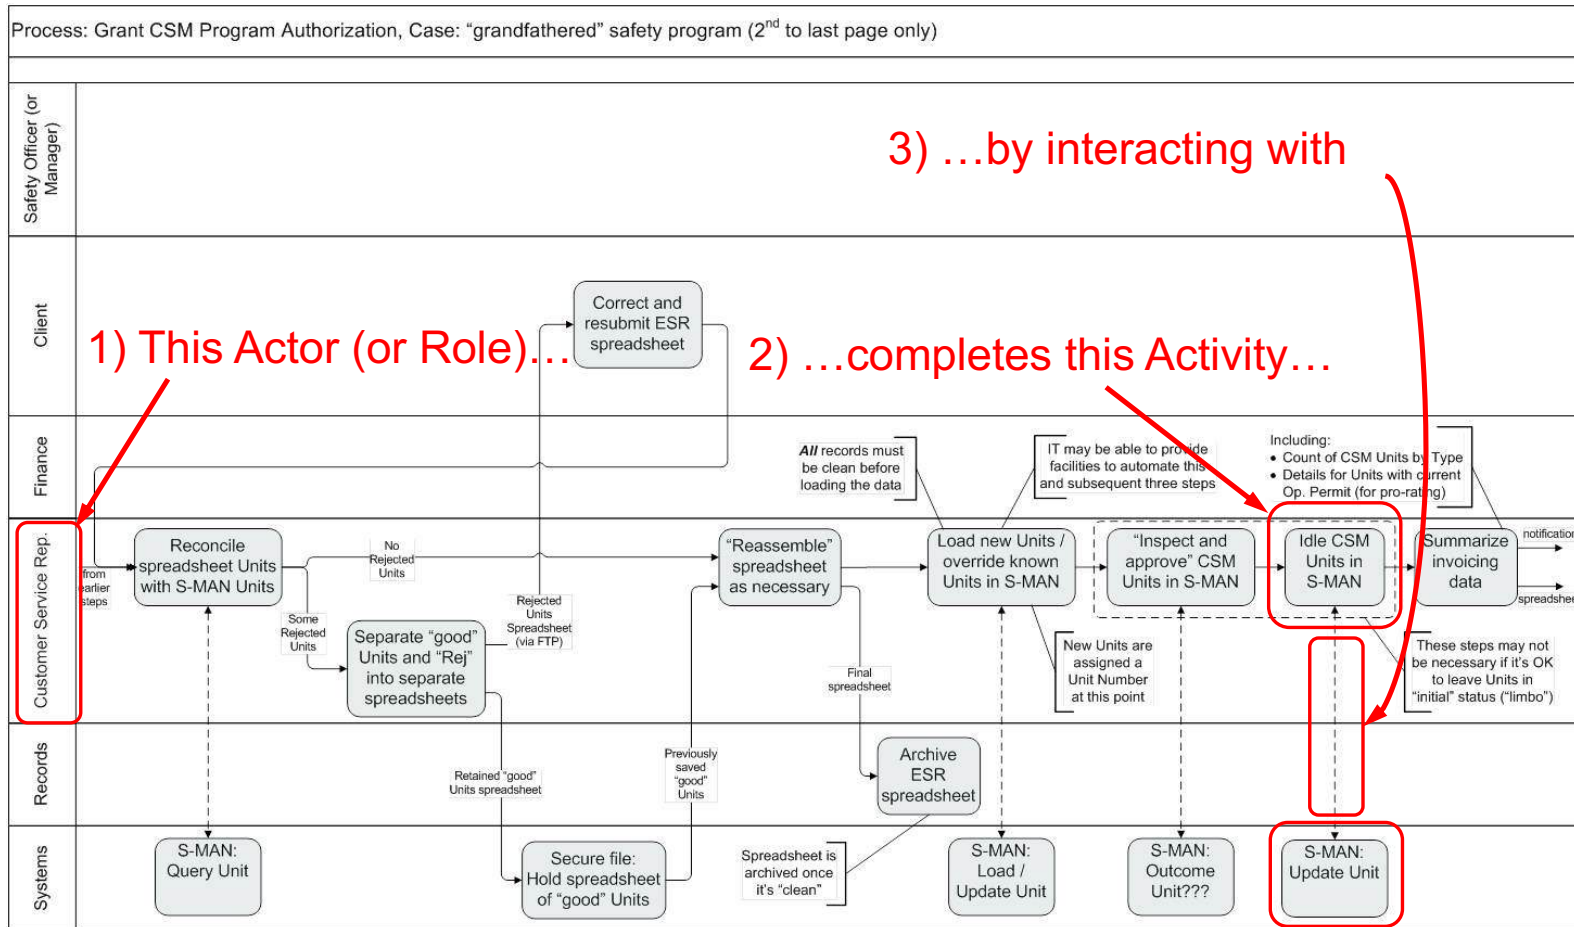 Process: Grant CSM Program Authorization, Case: “grandfathered” safety program (2nd to last page only)
Safety Officer (or
Manager)
3) …by interacting with
Client
Correct and
resubmit ESR
spreadsheet
1) This Actor (or Role)…
2) …completes this Activity…
Finance
All records must
be clean before
loading the data
IT may be able to provide
facilities to automate this
and subsequent three steps
Including:
• Count of CSM Units by Type
• Details for Units with current
Op. Permit (for pro-rating)
Customer Service Rep.
from
earlier
steps
Reconcile
spreadsheet Units
with S-MAN Units
No
Rejected
Units
Some
Rejected
Units
Separate “good”
Units and “Rej”
into separate
spreadsheets
Rejected
Units
Spreadsheet
(via FTP)
“Reassemble”
spreadsheet
as necessary
Final
spreadsheet
Load new Units /
override known
Units in S-MAN
New Units are
assigned a
Unit Number
at this point
“Inspect and
approve” CSM
Units in S-MAN
Idle CSM
Units in
S-MAN
Summarize
invoicing
data
notification
spreadsheet
These steps may not
be necessary if it’s OK
to leave Units in
“initial” status (“limbo”)
Records
Retained “good”
Units spreadsheet
Previously
saved
“good”
Units
Archive
ESR
spreadsheet
Systems
S-MAN:
Query Unit
Secure file:
Hold spreadsheet
of “good” Units
Spreadsheet is
archived once
it’s “clean”
S-MAN:
Load /
Update Unit
S-MAN:
Outcome
Unit???
S-MAN:
Update Unit